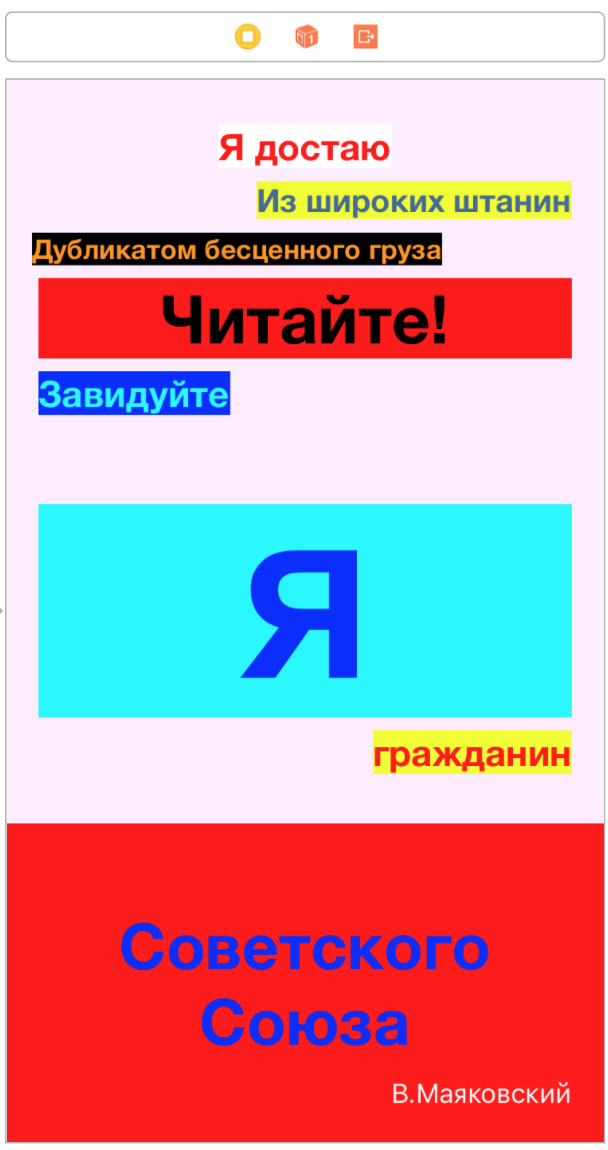 Я достаю
Из широких штанин
Дубликатом бесценного груза
Читайте!
Завидуйте
Я
гражданин
Советского
Союза
В.Маяковский